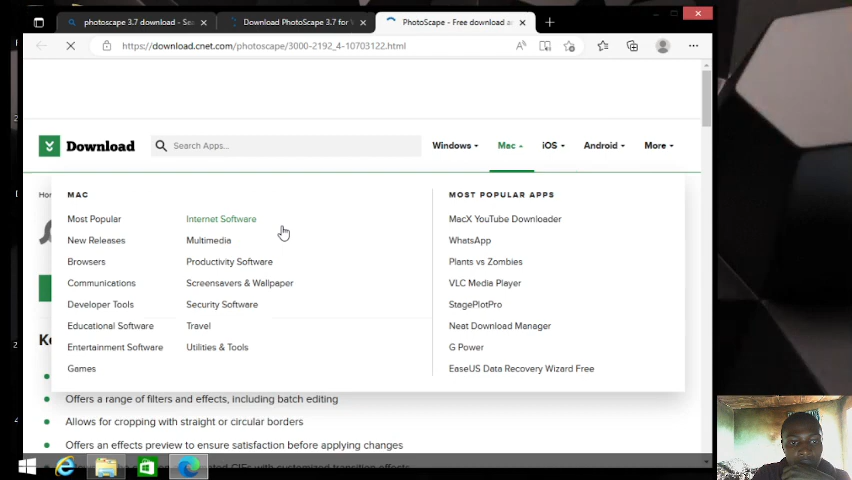 photoscape 3.7 download - Sea
Download PhotoScape 3.7 for
PhotoScape - Free download a
https://download.cnet.com/photoscape/3000-2192_4-10703122.html
Download
Search Apps...
Windows
Mac
iOS
Android
More
MAC
Most Popular
New Releases
Browsers
Communications
Developer Tools
Educational Software
Entertainment Software
Games
Internet Software
Multimedia
Productivity Software
Screensavers & Wallpaper
Security Software
Travel
Utilities & Tools
MOST POPULAR APPS
MacX YouTube Downloader
WhatsApp
Plants vs Zombies
VLC Media Player
StagePlotPro
Neat Download Manager
G Power
EaseUS Data Recovery Wizard Free
Offers a range of filters and effects, including batch editing
Allows for cropping with straight or circular borders
Offers an effects preview to ensure satisfaction before applying changes